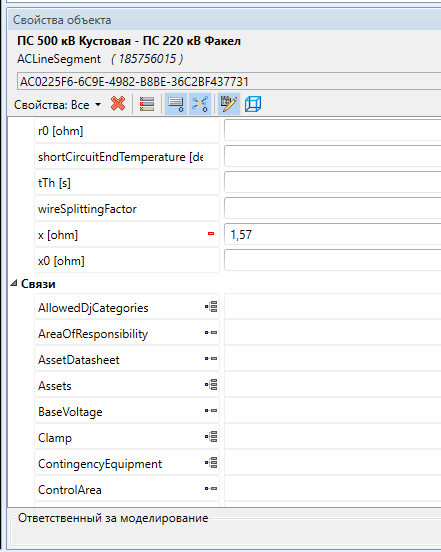 Свойства объекта
ПС 500 кВ Кустовая - ПС 220 кВ Факел
ACLineSegment ( 185756015 )
AC0225F6-6C9E-4982-B8BE-36C2BF437731
Свойства: Все
r0 [ohm]
shortCircuitEndTemperature [de
tTh [s]
wireSplittingFactor
x [ohm] 1,57
x0 [ohm]
Связи
AllowedDjCategories
AreaOfResponsibility
AssetDatasheet
Assets
BaseVoltage
Clamp
ContingencyEquipment
ControlArea
Ответственный за моделирование